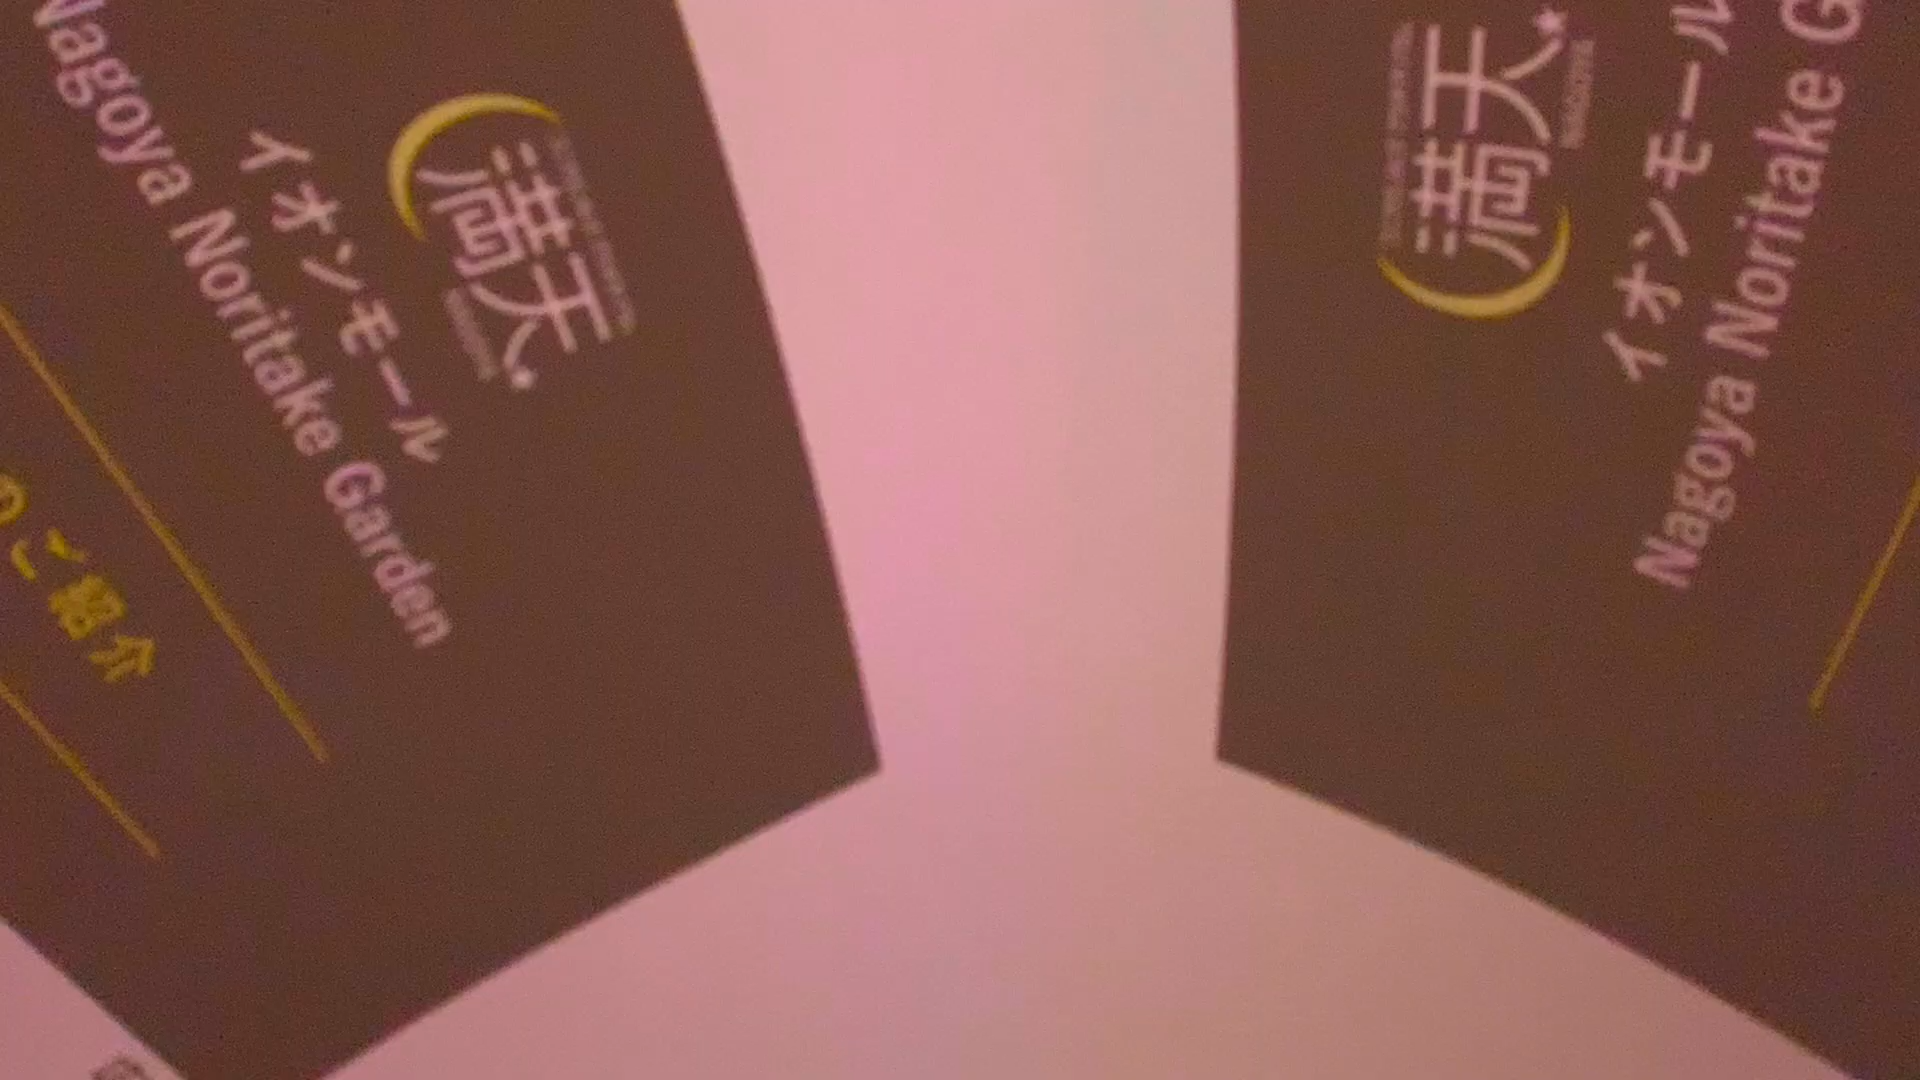 満天
イオンモール
Nagoya Noritake Garden
のご紹介
満天
イオンモール
Nagoya Noritake G